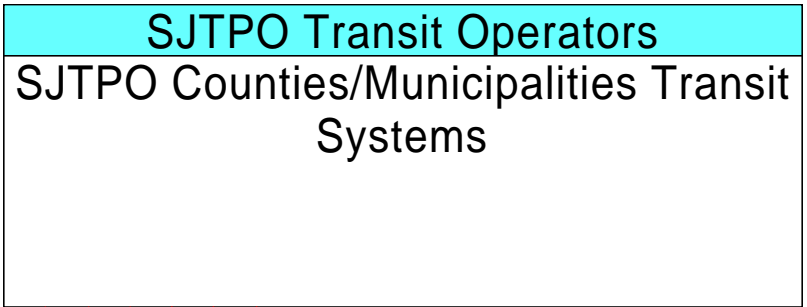 SJTPO Transit Operators
SJTPO Counties/Municipalities Transit
Systems